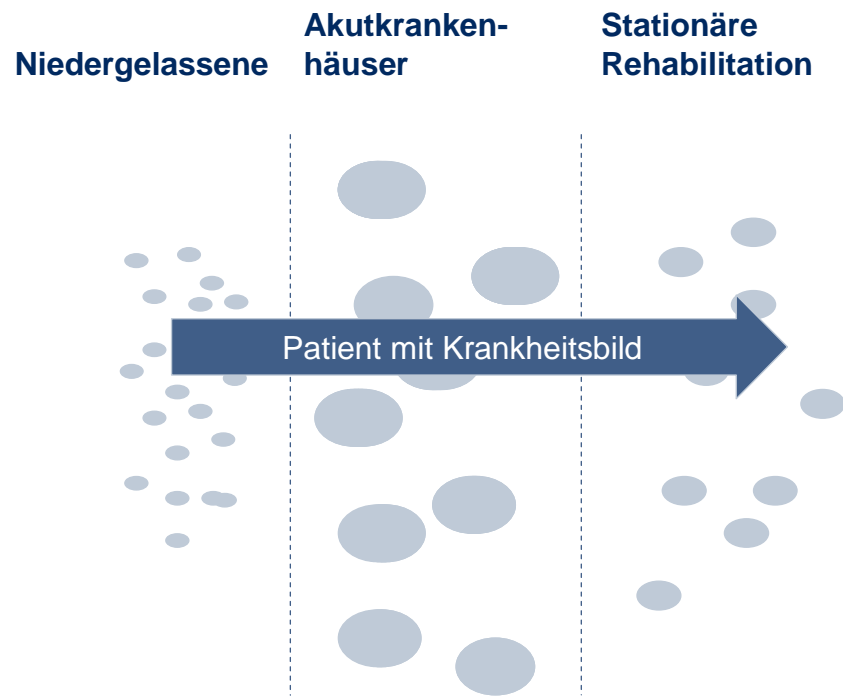 Niedergelassene
Akutkranken-
häuser
Stationäre
Rehabilitation
Patient mit Krankheitsbild